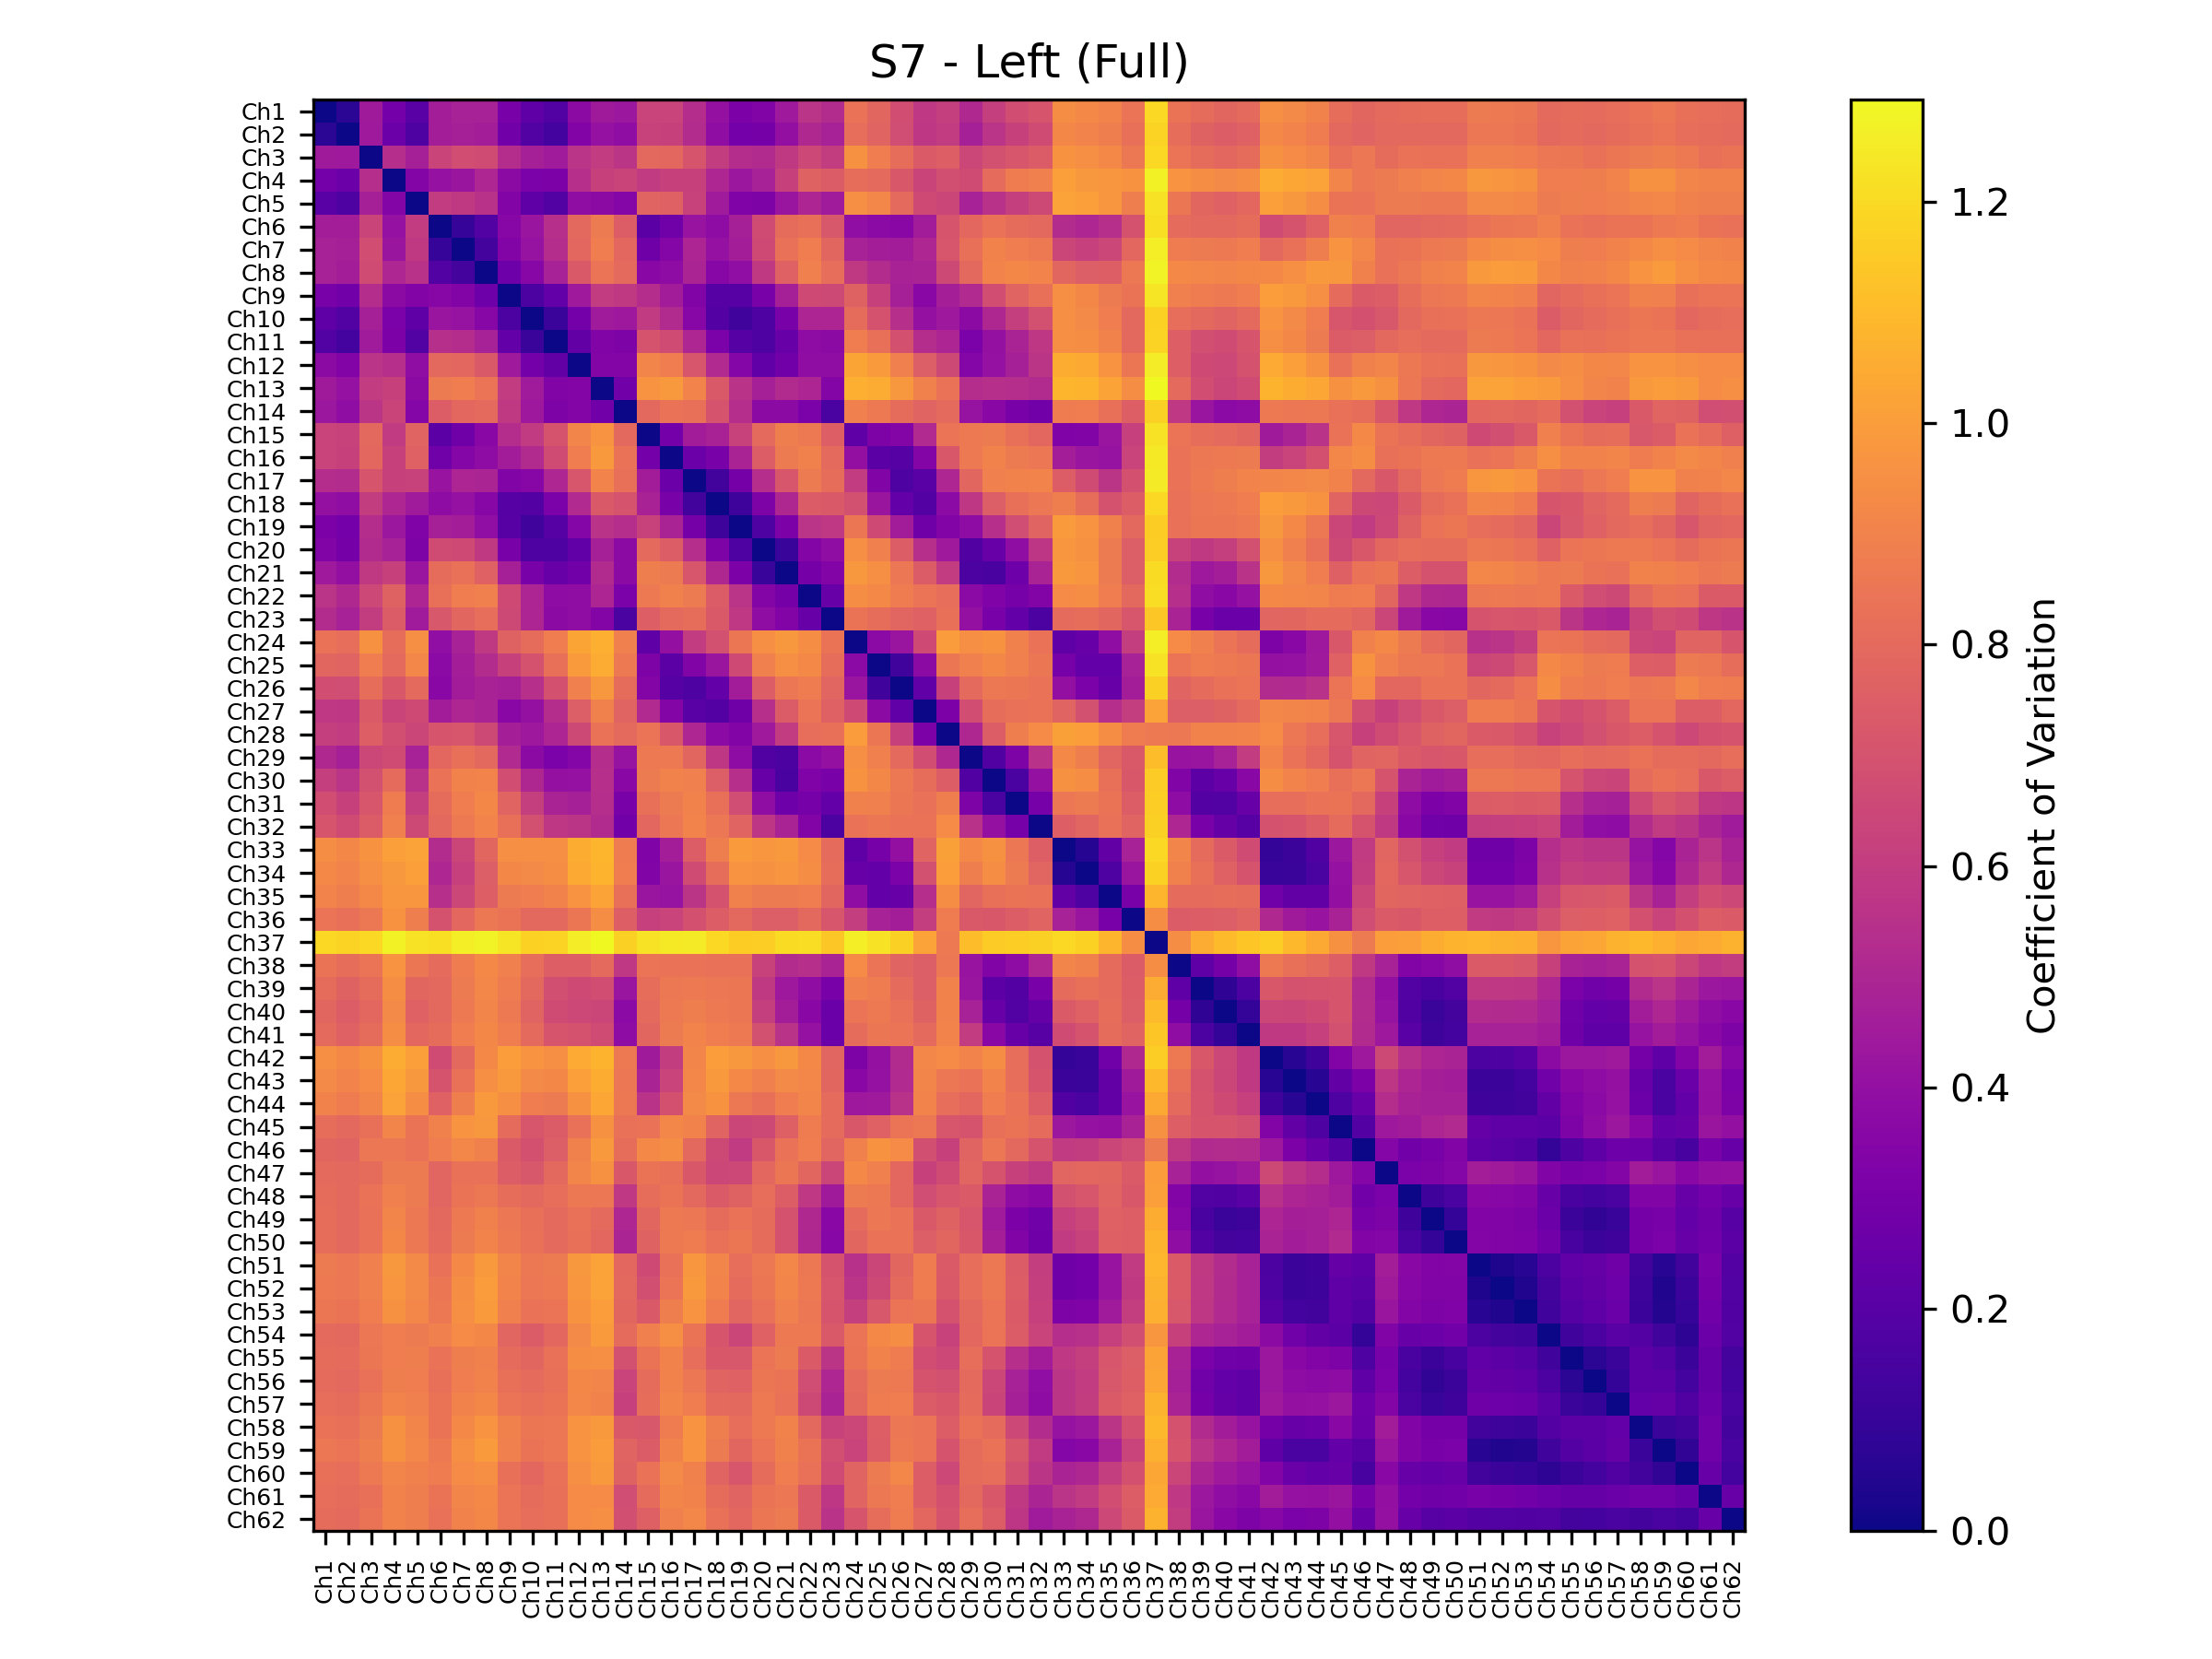 S7 - Left (Full)
Ch1
Ch2
Ch3
Ch4
Ch5
Ch6
Ch7
Ch8
Ch9
Ch10
Ch11
Ch12
Ch13
Ch14
Ch15
Ch16
Ch17
Ch18
Ch19
Ch20
Ch21
Ch22
Ch23
Ch24
Ch25
Ch26
Ch27
Ch28
Ch29
Ch30
Ch31
Ch32
Ch33
Ch34
Ch35
Ch36
Ch37
Ch38
Ch39
Ch40
Ch41
Ch42
Ch43
Ch44
Ch45
Ch46
Ch47
Ch48
Ch49
Ch50
Ch51
Ch52
Ch53
Ch54
Ch55
Ch56
Ch57
Ch58
Ch59
Ch60
Ch61
Ch62
Ch1 Ch2 Ch3 Ch4 Ch5 Ch6 Ch7 Ch8 Ch9 Ch10 Ch11 Ch12 Ch13 Ch14 Ch15 Ch16 Ch17 Ch18 Ch19 Ch20 Ch21 Ch22 Ch23 Ch24 Ch25 Ch26 Ch27 Ch28 Ch29 Ch30 Ch31 Ch32 Ch33 Ch34 Ch35 Ch36 Ch37 Ch38 Ch39 Ch40 Ch41 Ch42 Ch43 Ch44 Ch45 Ch46 Ch47 Ch48 Ch49 Ch50 Ch51 Ch52 Ch53 Ch54 Ch55 Ch56 Ch57 Ch58 Ch59 Ch60 Ch61 Ch62
1.2
1.0
0.8
0.6
0.4
0.2
0.0
Coefficient of Variation